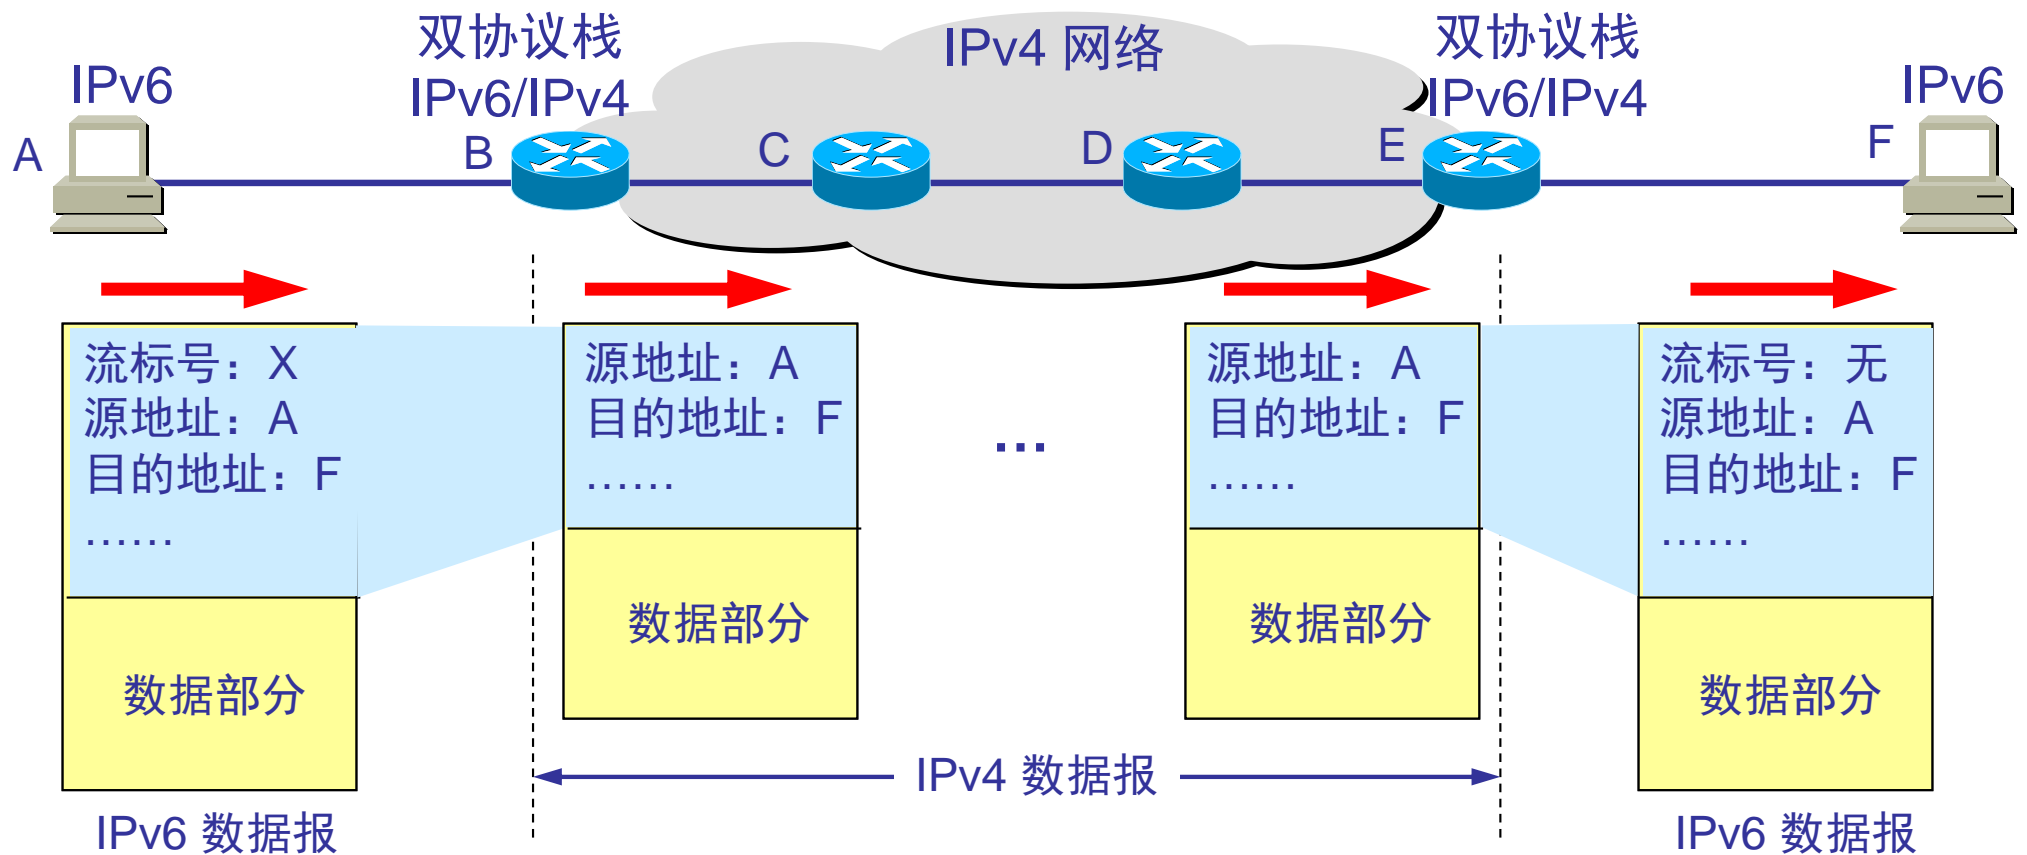 双协议栈
IPv6/IPv4
IPv4 网络
双协议栈
IPv6/IPv4
IPv6
IPv6
A
B
C
D
E
F
流标号：X
源地址：A
目的地址：F
……
数据部分
IPv6 数据报
源地址：A
目的地址：F
……
数据部分
…
源地址：A
目的地址：F
……
数据部分
IPv4 数据报
流标号：无
源地址：A
目的地址：F
……
数据部分
IPv6 数据报